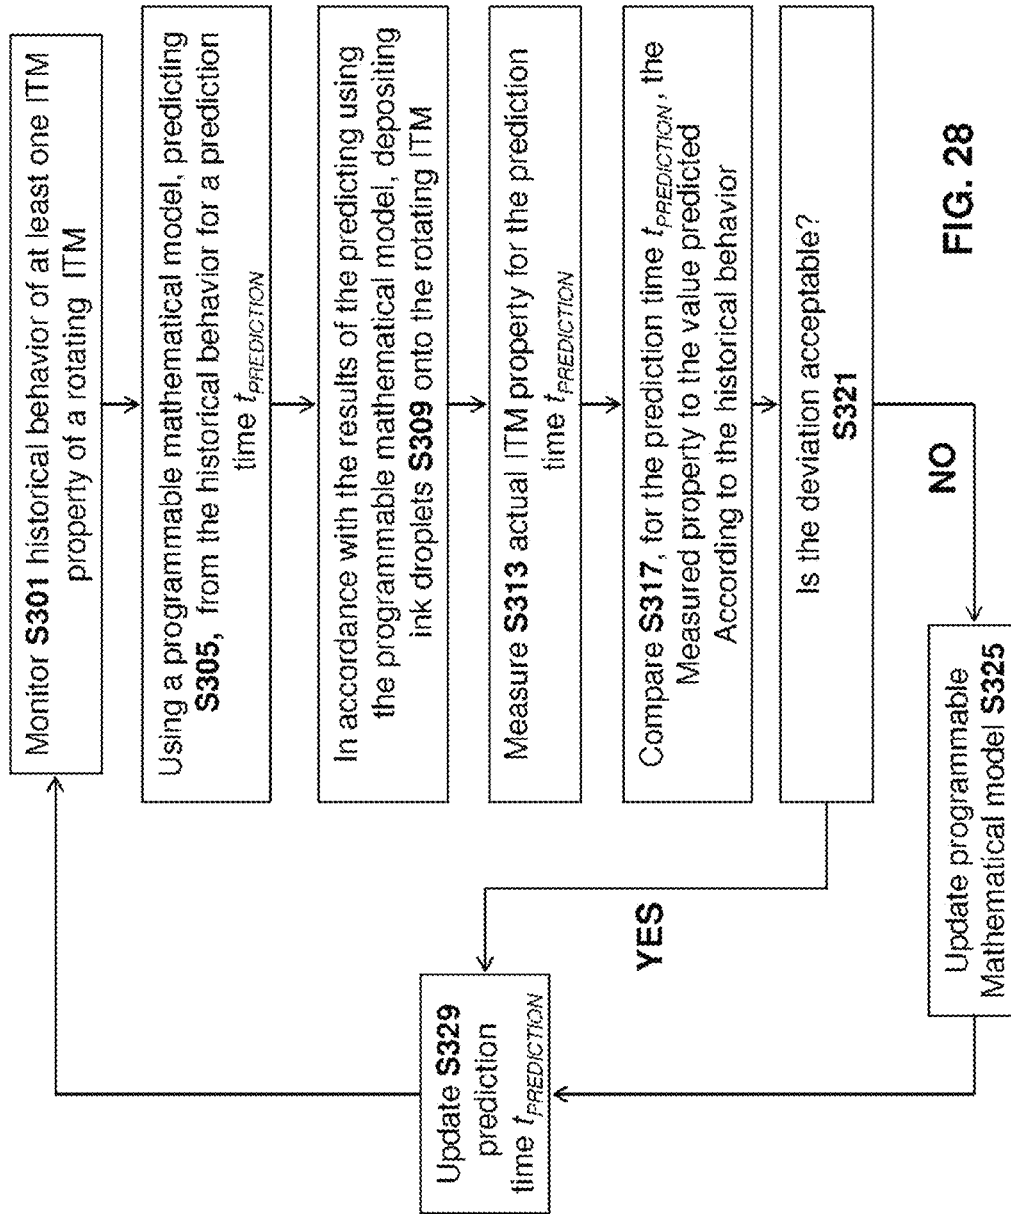 Monitor S301 historical behavior of at least one ITM
property of a rotating ITM
Using a programmable mathematical model, predicting
S305, from the historical behavior for a prediction
time tPREDICTION
In accordance with the results of the predicting using
the programmable mathematical model, depositing
ink droplets S309 onto the rotating ITM
Measure S313 actual ITM property for the prediction
time tPREDICTION
Compare S317, for the prediction time tPREDICTION, the
Measured property to the value predicted
According to the historical behavior
Is the deviation acceptable?
S321
YES
NO
Update programmable
Mathematical model S325
Update S329
prediction
time tPREDICTION
FIG. 28